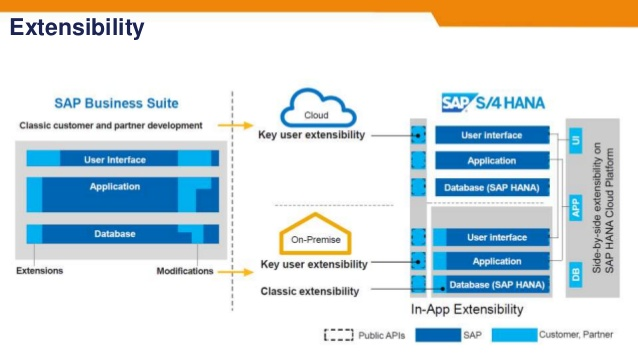 Extensibility
SAP Business Suite
Classic customer and partner development
User Interface
Application
Database
Extensions
Modifications
Cloud
Key user extensibility
On-Premise
Key user extensibility
Classic extensibility
SAP S/4 HANA
User interface
Application
Database (SAP HANA)
User interface
Application
Database (SAP HANA)
In-App Extensibility
UI
APP
DB
Side-by-side extensibility on
SAP HANA Cloud Platform
Public APIs
SAP
Customer, Partner